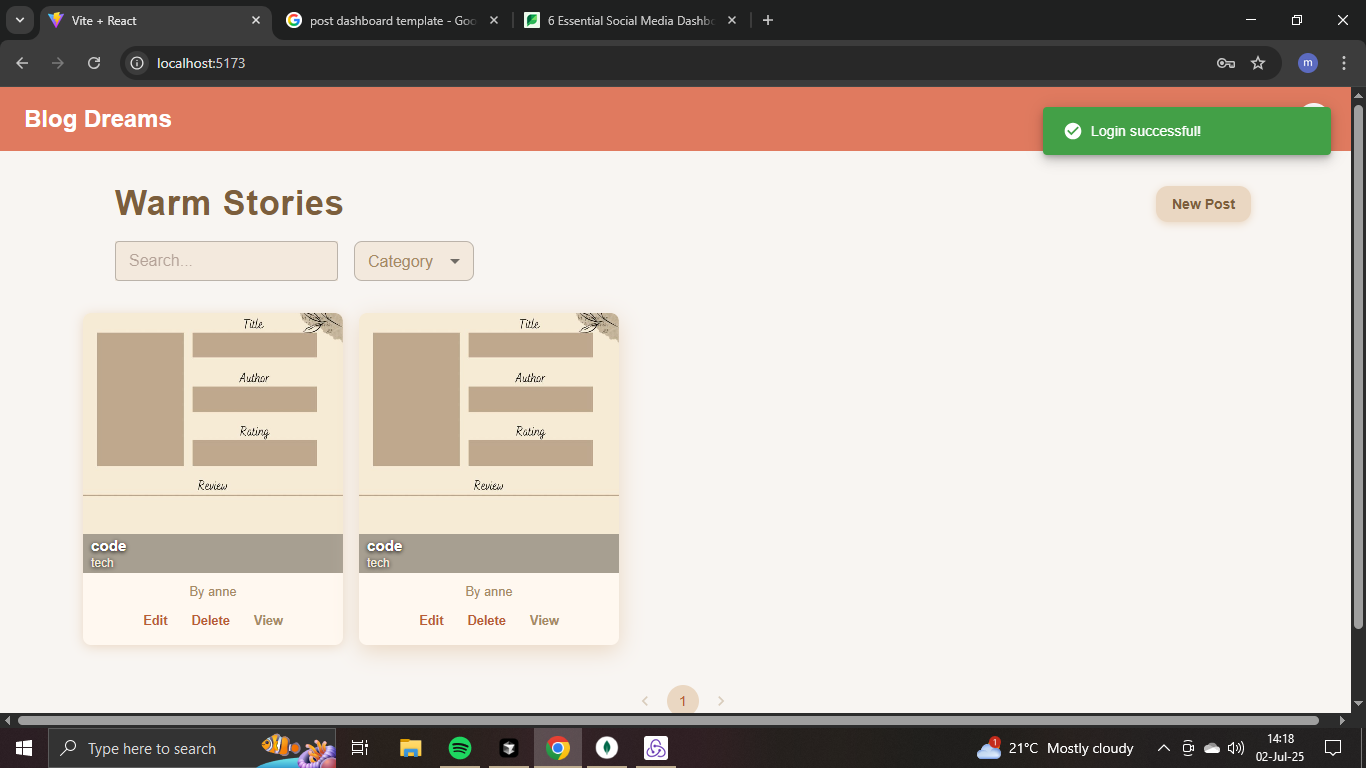 Vite + React
post dashboard template - Goo
6 Essential Social Media Dashbo
localhost:5173
m
Blog Dreams
Login successful!
Warm Stories
New Post
Search...
Category
Title
Author
Rating
Review
code
tech
By anne
Edit Delete View
Title
Author
Rating
Review
code
tech
By anne
Edit Delete View
1
Type here to search
1
21°C Mostly cloudy
14:18
02-Jul-25